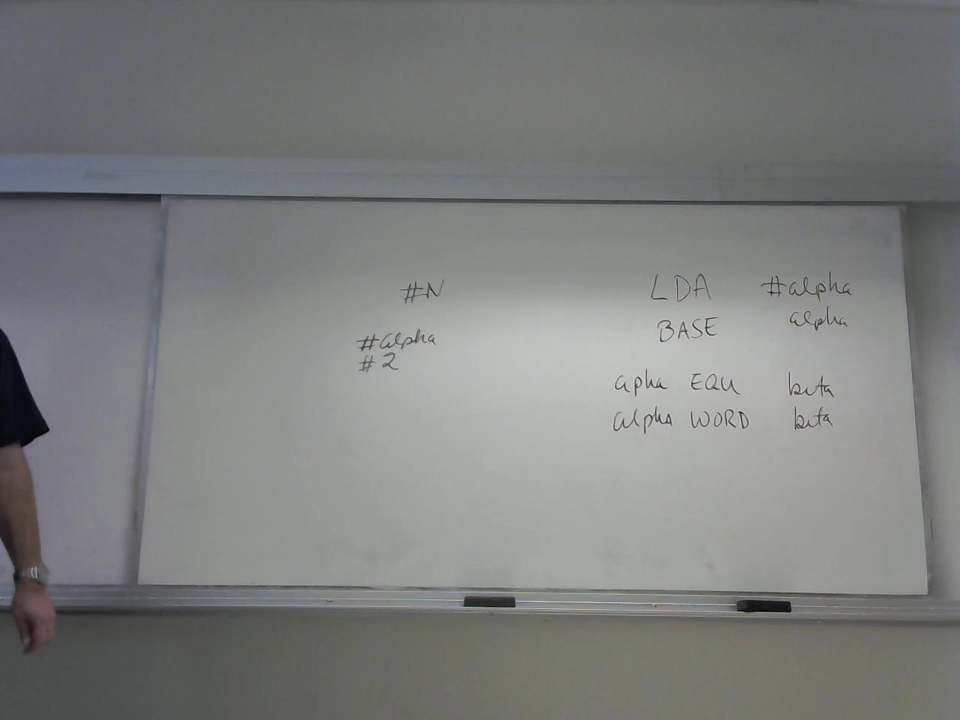 #N
#alpha
#2
LDA #alpha
BASE alpha
apha EQU beta
alpha WORD beta